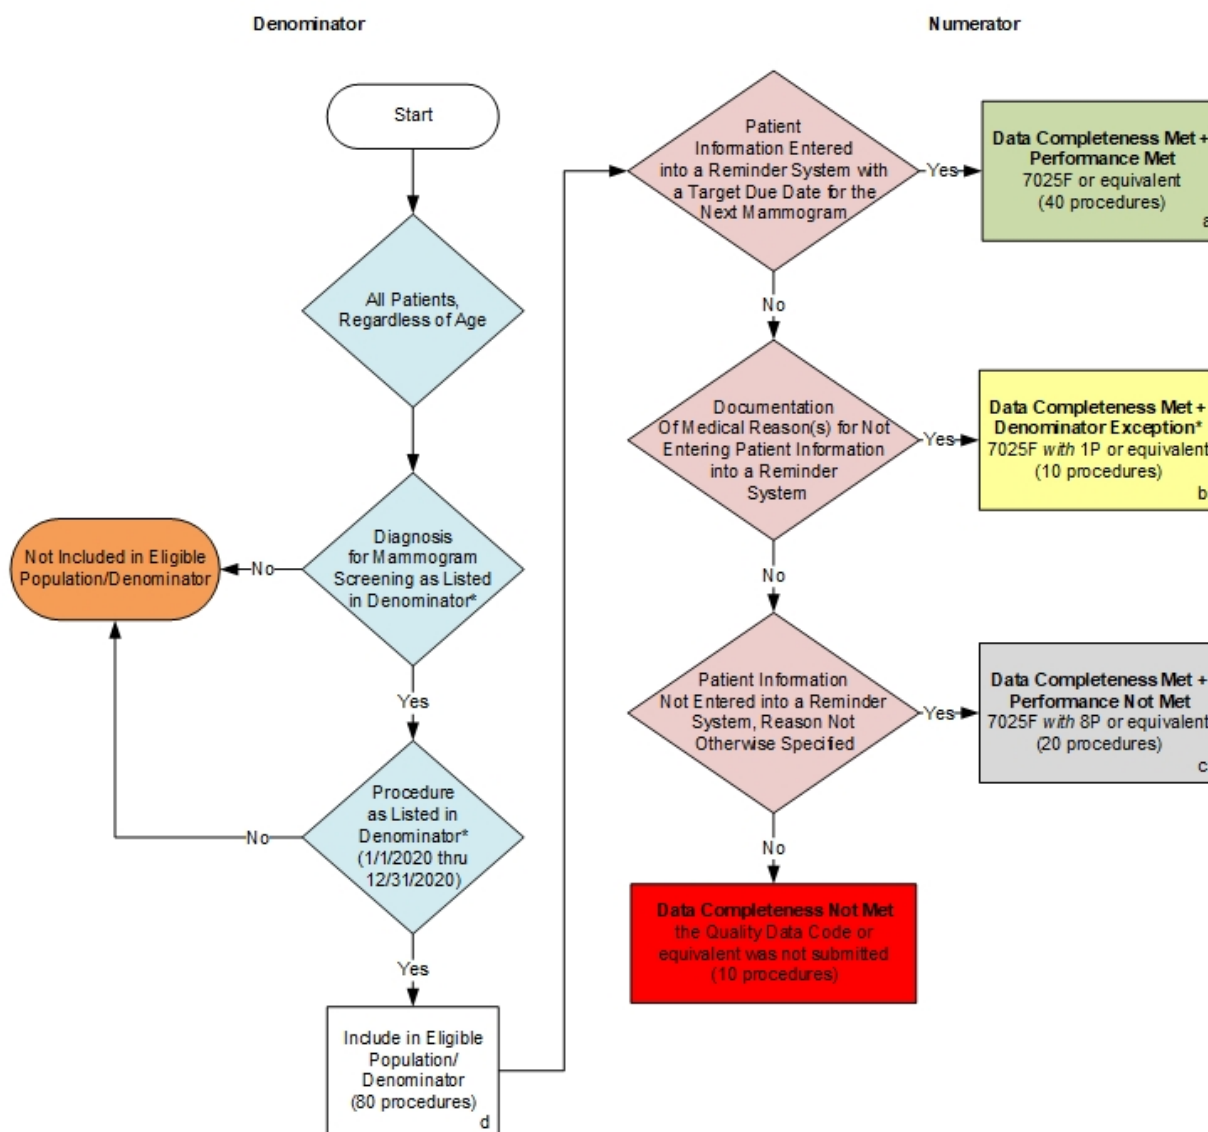 Denominator
Numerator
Start
All Patients,
Regardless of Age
Diagnosis
for Mammogram
Screening as Listed
in Denominator*
No
Not Included in Eligible
Population/Denominator
Yes
Procedure
as Listed in
Denominator*
(1/1/2020 thru
12/31/2020)
No
Yes
Include in Eligible
Population/
Denominator
(80 procedures)
d
Patient
Information Entered
into a Reminder System with
a Target Due Date for the
Next Mammogram
Yes
Data Completeness Met +
Performance Met
7025F or equivalent
(40 procedures)
a
No
Documentation
Of Medical Reason(s) for Not
Entering Patient Information
into a Reminder
System
Yes
Data Completeness Met +
Denominator Exception*
7025F with 1P or equivalent
(10 procedures)
b
No
Patient Information
Not Entered into a Reminder
System, Reason Not
Otherwise Specified
Yes
Data Completeness Met +
Performance Not Met
7025F with 8P or equivalent
(20 procedures)
c
No
Data Completeness Not Met
the Quality Data Code or
equivalent was not submitted
(10 procedures)